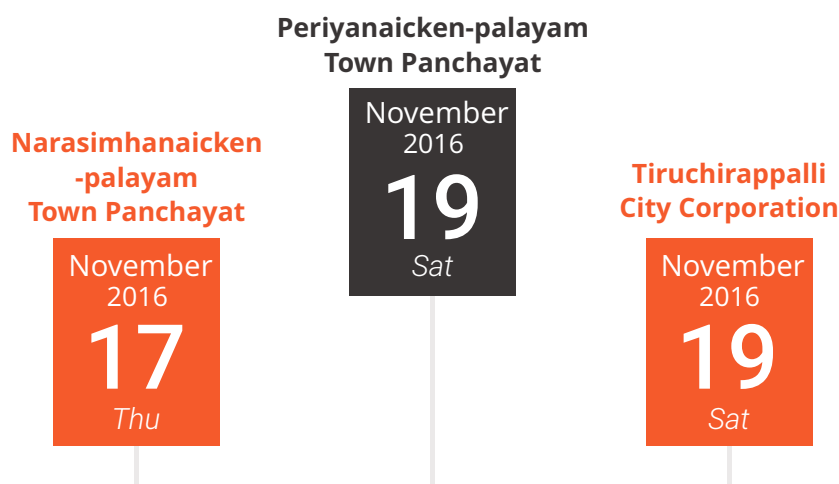 Narasimhanaicken
-palayam
Town Panchayat
November
2016
17
Thu
Periyanaicken-palayam
Town Panchayat
November
2016
19
Sat
Tiruchirappalli
City Corporation
November
2016
19
Sat